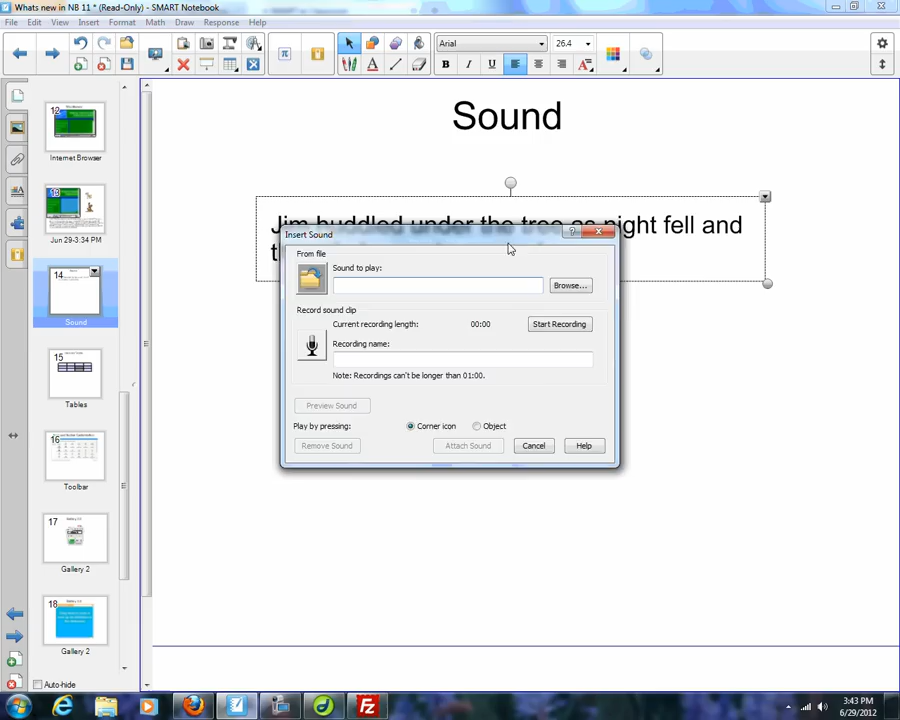 Whats new in NB 11 * (Read-Only) - SMART Notebook
File Edit View Insert Format Math Draw Response Help
Arial 26.4
B I U A
12
Internet Browser
13
Jun 29-3:34 PM
14
Sound
15
Tables
16
Toolbar
17
Gallery 2
18
Gallery 2
Auto-hide
Sound
Jim huddled under the tree as night fell and
Insert Sound
From file
Sound to play:
Browse...
Record sound clip
Current recording length: 00:00 Start Recording
Recording name:
Note: Recordings can't be longer than 01:00.
Preview Sound
Play by pressing: Corner icon Object
Remove Sound Attach Sound Cancel Help
3:43 PM
6/29/2012